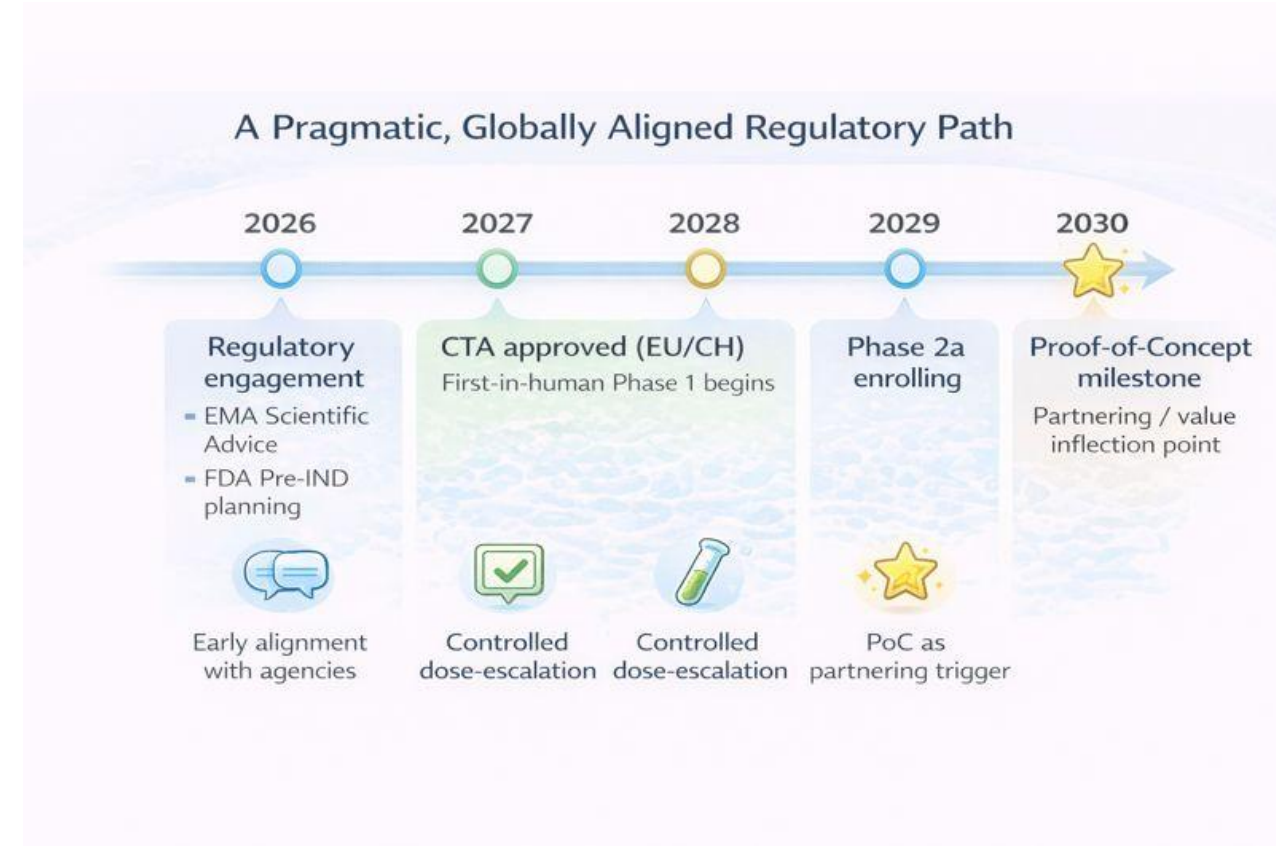 A Pragmatic, Globally Aligned Regulatory Path
2026
2027
2028
2029
2030
Regulatory
engagement
- EMA Scientific
Advice
- FDA Pre-IND
planning
CTA approved (EU/CH)
First-in-human Phase 1 begins
Phase 2a
enrolling
Proof-of-Concept
milestone
Partnering / value
inflection point
Early alignment
with agencies
Controlled
dose-escalation
Controlled
dose-escalation
PoC as
partnering trigger